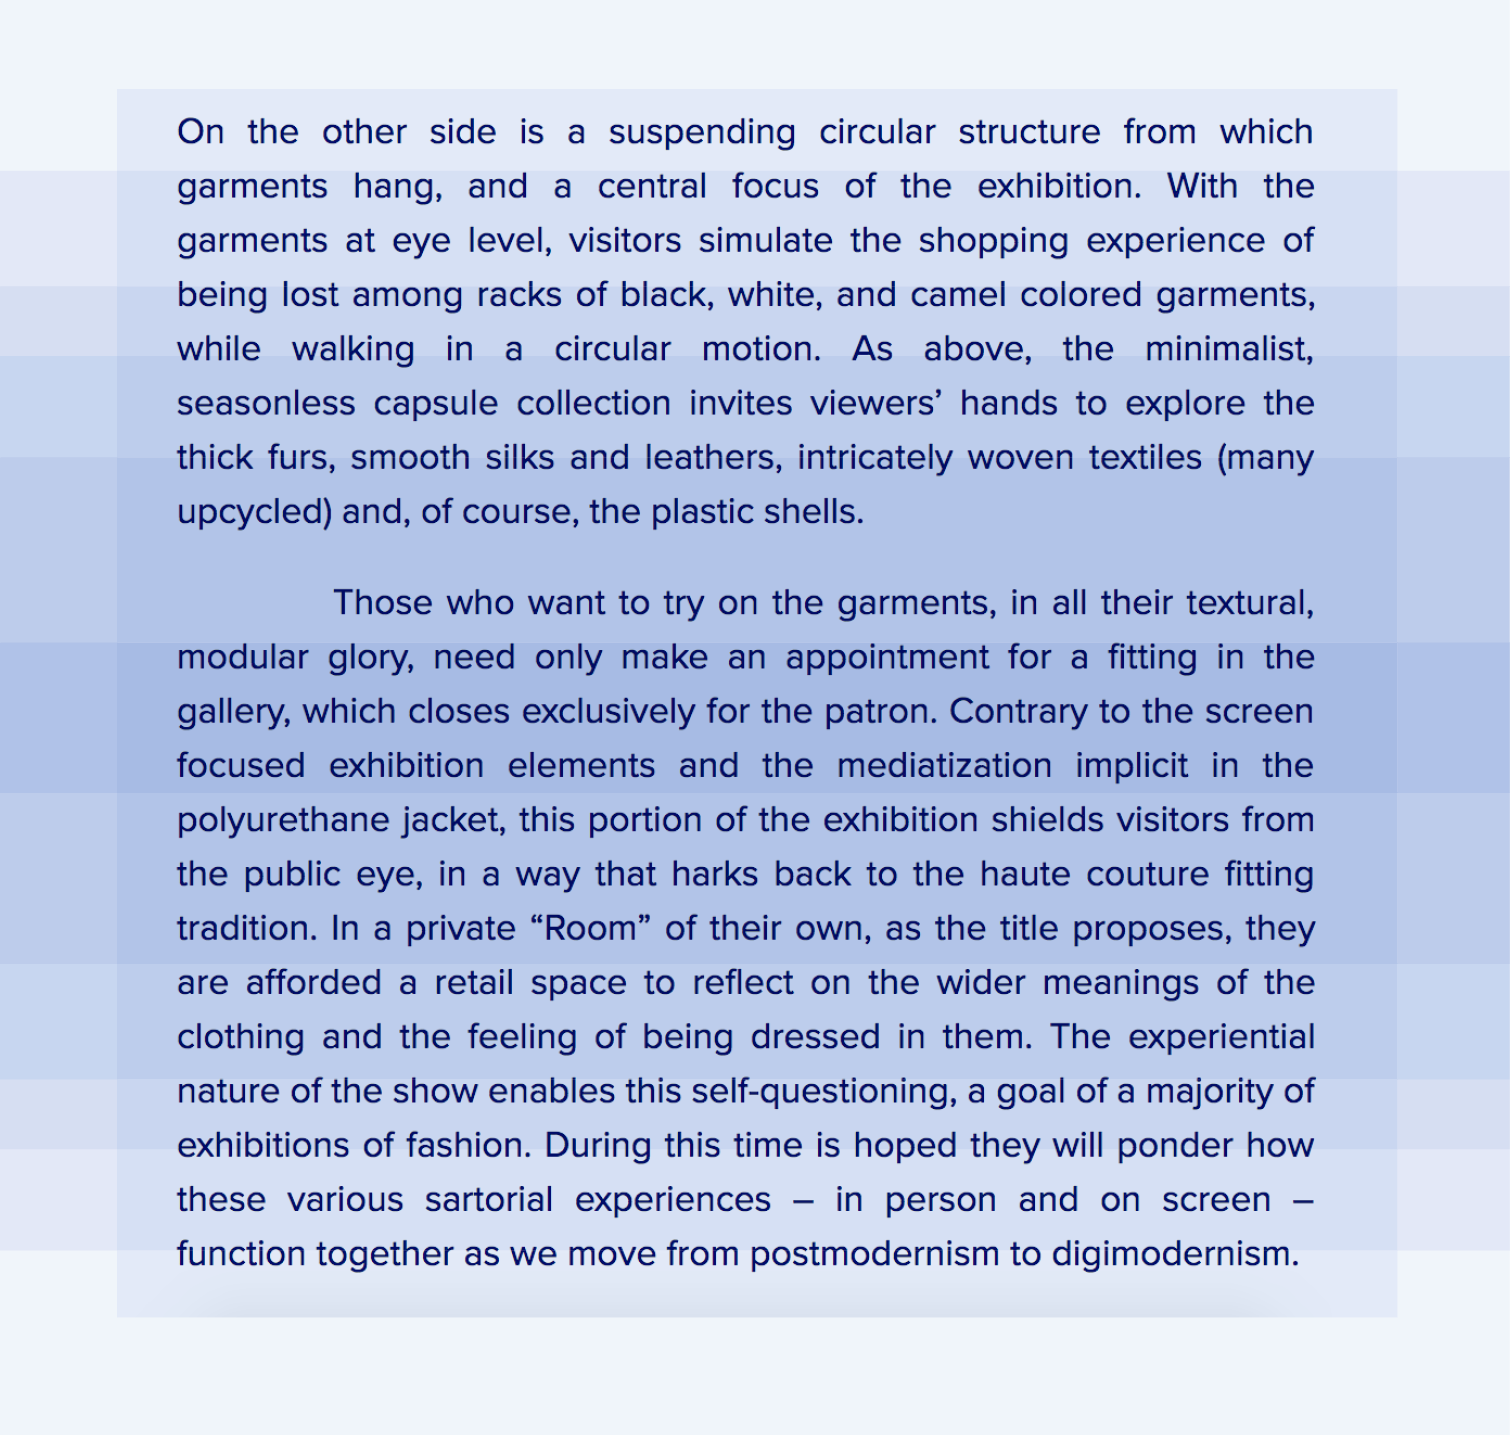 On the other side is a suspending circular structure from which
garments hang, and a central focus of the exhibition. With the
garments at eye level, visitors simulate the shopping experience of
being lost among racks of black, white, and camel colored garments,
while walking in a circular motion. As above, the minimalist,
seasonless capsule collection invites viewers’ hands to explore the
thick furs, smooth silks and leathers, intricately woven textiles (many
upcycled) and, of course, the plastic shells.
Those who want to try on the garments, in all their textural,
modular glory, need only make an appointment for a fitting in the
gallery, which closes exclusively for the patron. Contrary to the screen
focused exhibition elements and the mediatization implicit in the
polyurethane jacket, this portion of the exhibition shields visitors from
the public eye, in a way that harks back to the haute couture fitting
tradition. In a private “Room” of their own, as the title proposes, they
are afforded a retail space to reflect on the wider meanings of the
clothing and the feeling of being dressed in them. The experiential
nature of the show enables this self-questioning, a goal of a majority of
exhibitions of fashion. During this time is hoped they will ponder how
these various sartorial experiences – in person and on screen –
function together as we move from postmodernism to digimodernism.